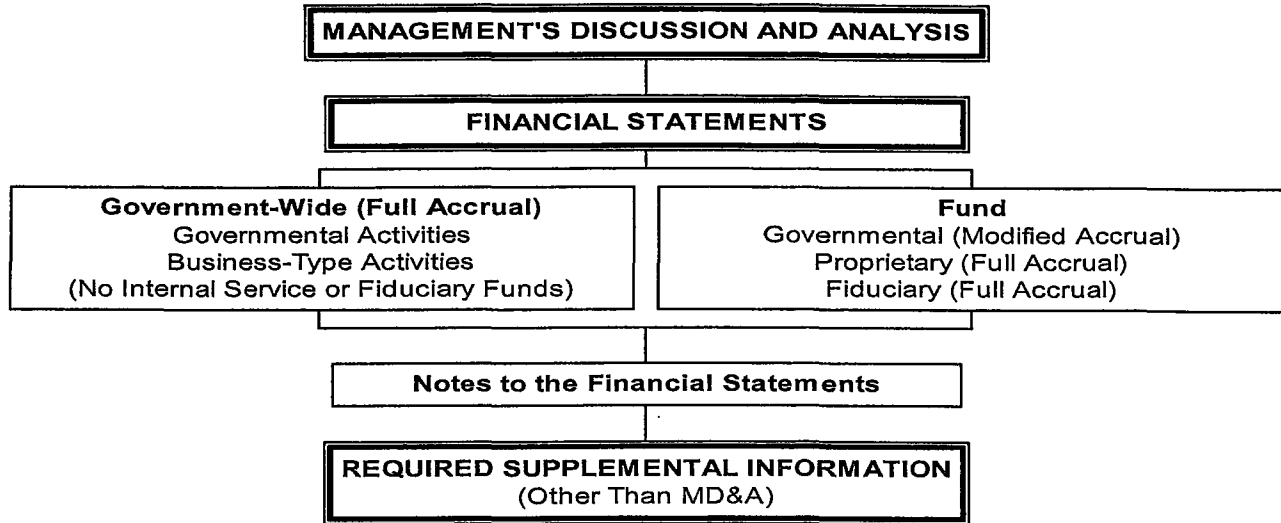 MANAGEMENT'S DISCUSSION AND ANALYSIS
FINANCIAL STATEMENTS
Government-Wide (Full Accrual)
Governmental Activities
Business-Type Activities
(No Internal Service or Fiduciary Funds)
Fund
Governmental (Modified Accrual)
Proprietary (Full Accrual)
Fiduciary (Full Accrual)
Notes to the Financial Statements
REQUIRED SUPPLEMENTAL INFORMATION
(Other Than MD&A)